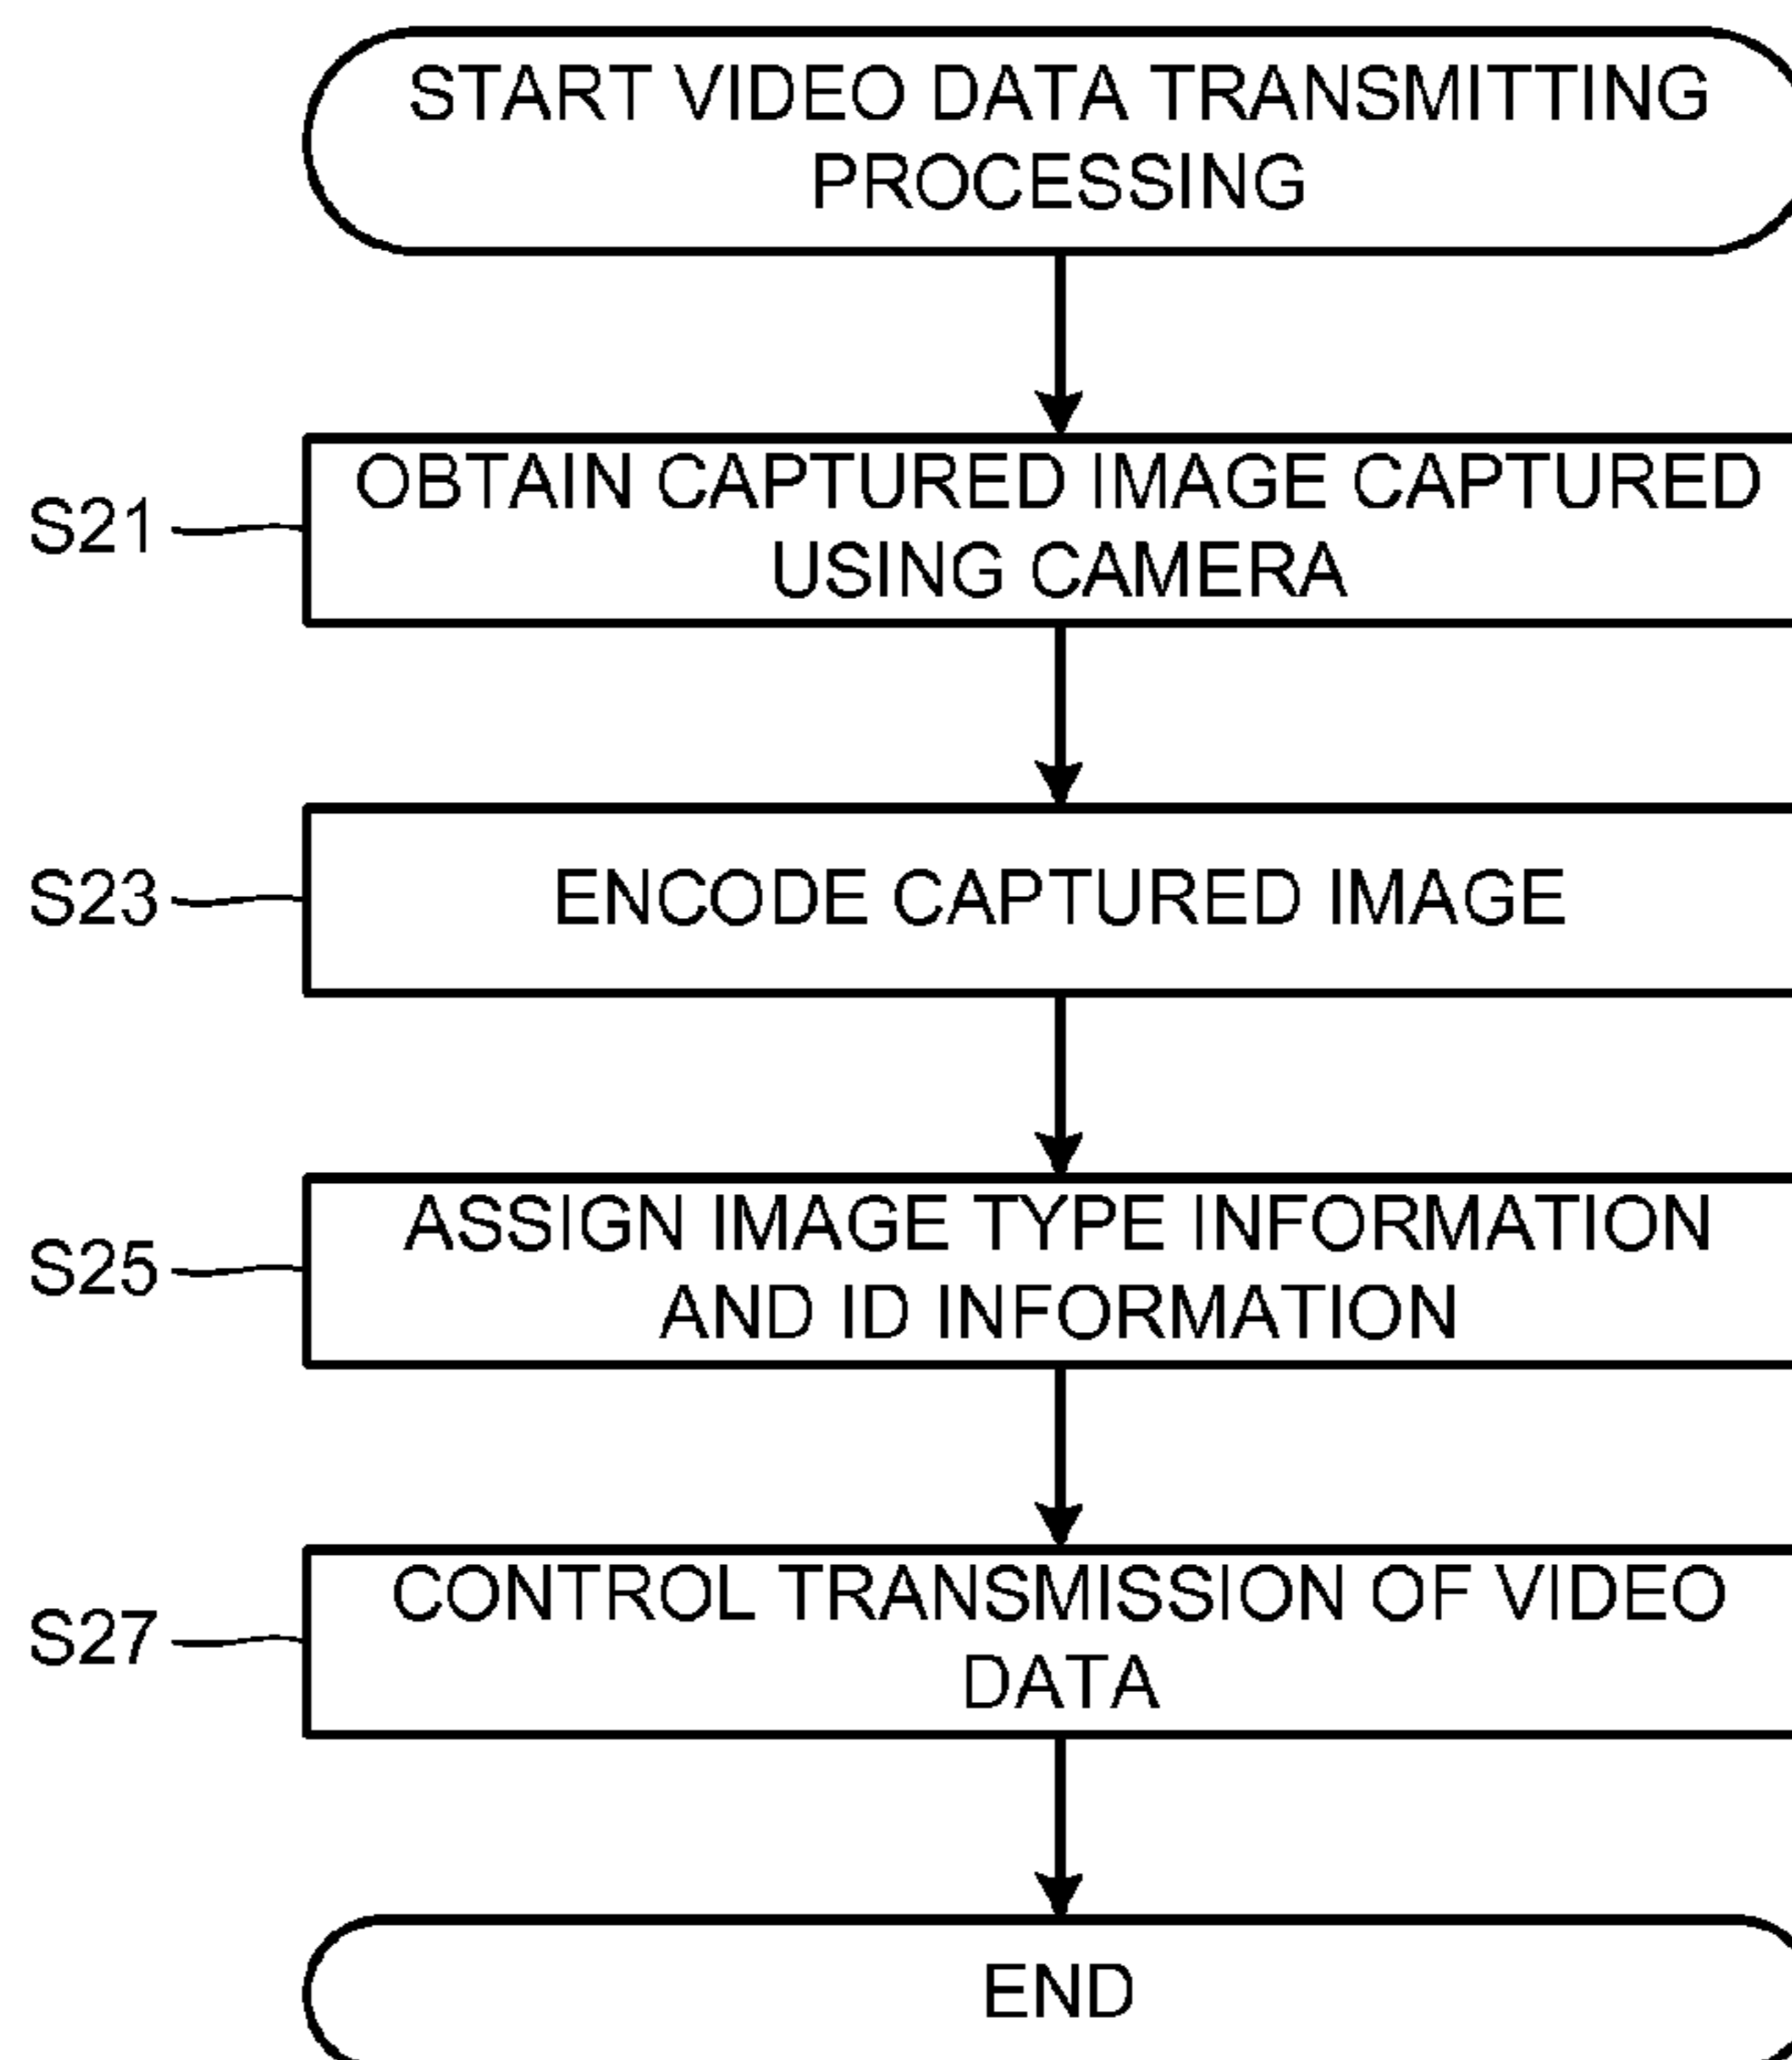 START VIDEO DATA TRANSMITTING
PROCESSING
S21
OBTAIN CAPTURED IMAGE CAPTURED
USING CAMERA
S23
ENCODE CAPTURED IMAGE
S25
ASSIGN IMAGE TYPE INFORMATION
AND ID INFORMATION
S27
CONTROL TRANSMISSION OF VIDEO
DATA
END